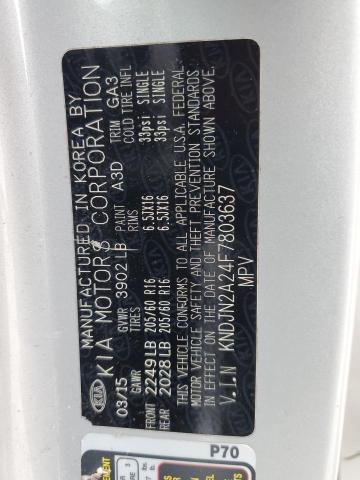 MANUFACTURED IN KOREA BY
KIA KIA MOTORS CORPORATION
03/15 GVWR 3902 LB PAINT A3D TRIM GA3
GAWR TIRES RIMS COLD TIRE INFL
FRONT 2249LB 205/60 R16 6.5JX16 33psi SINGLE
REAR 2028LB 205/60 R16 6.5JX16 33psi SINGLE
THIS VEHICLE CONFORMS TO ALL APPLICABLE U.S.A. FEDERAL
MOTOR VEHICLE SAFETY AND THEFT PREVENTION STANDARDS
IN EFFECT ON THE DATE OF MANUFACTURE SHOWN ABOVE.
V.I.N KNDJN2A24F7803637
MPV
P70